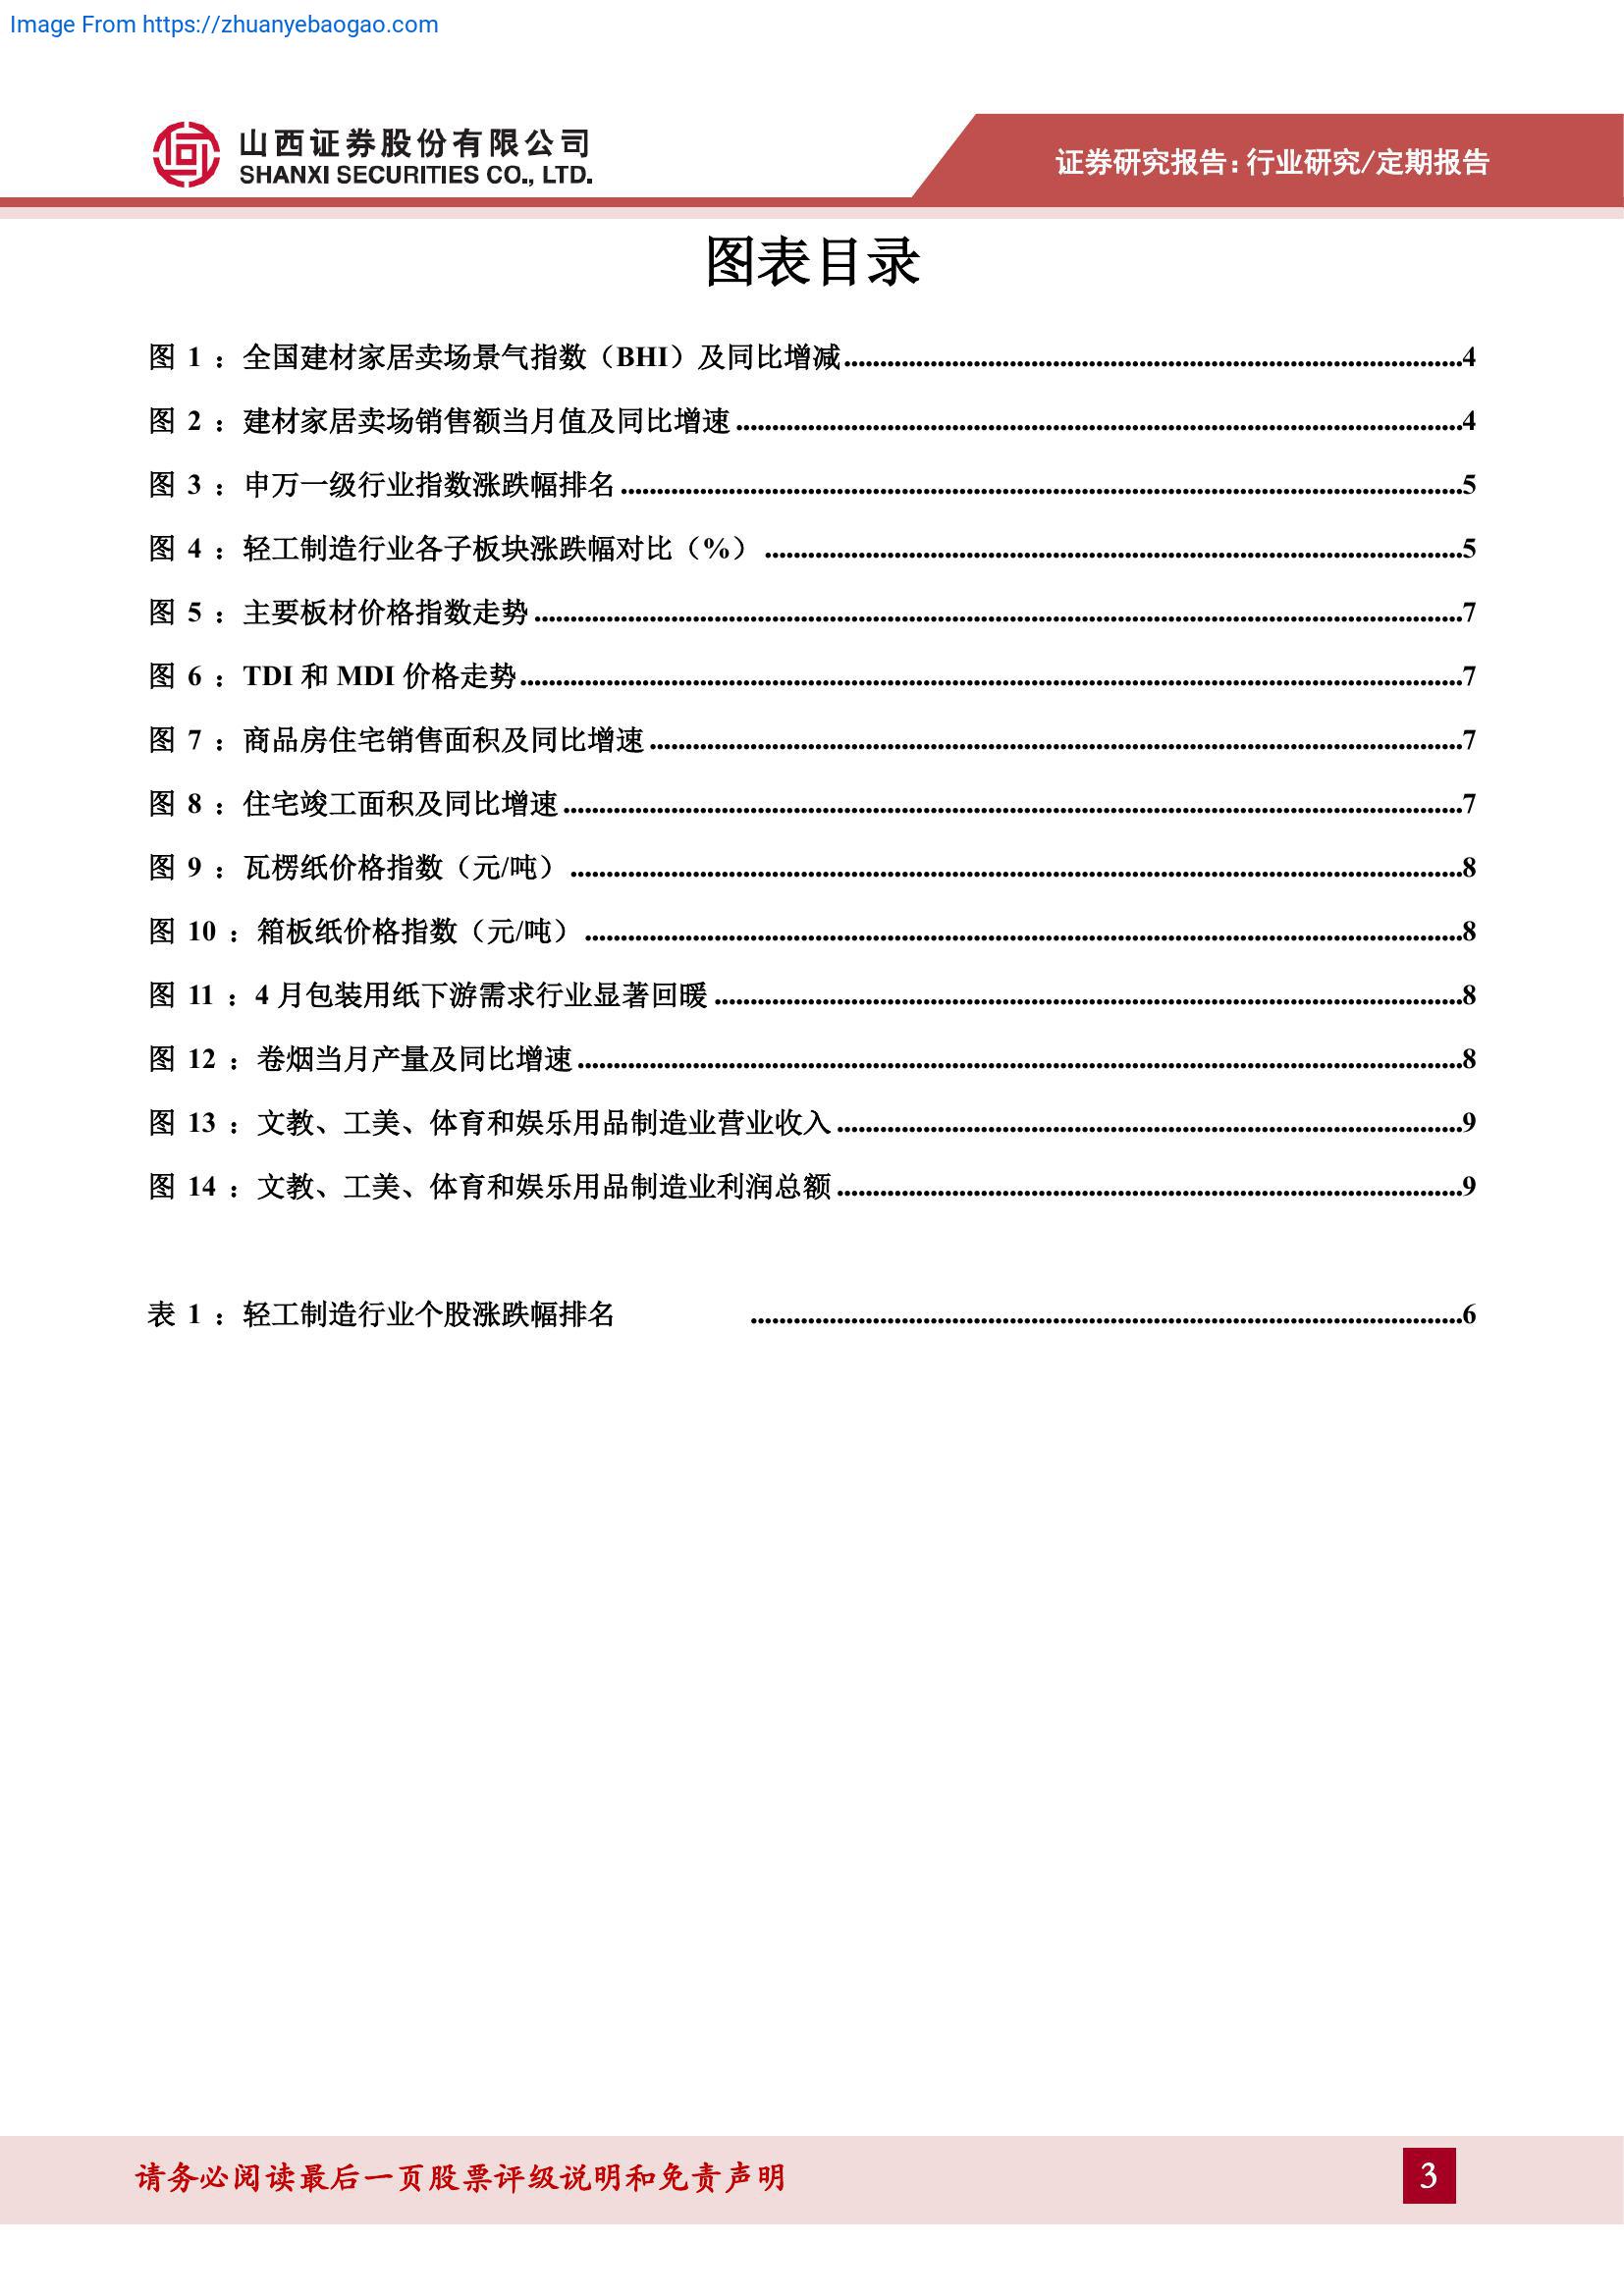 Image From https://zhuanyebaogao.com
山西证券股份有限公司
SHANXI SECURITIES CO., LTD.
证券研究报告：行业研究/定期报告
图表目录
图 1 ：全国建材家居卖场景气指数（BHI）及同比增减........................................4
图 2 ：建材家居卖场销售额当月值及同比增速........................................4
图 3 ：申万一级行业指数涨跌幅排名........................................5
图 4 ：轻工制造行业各子板块涨跌幅对比（%）........................................5
图 5 ：主要板材价格指数走势........................................7
图 6 ：TDI 和 MDI 价格走势........................................7
图 7 ：商品房住宅销售面积及同比增速........................................7
图 8 ：住宅竣工面积及同比增速........................................7
图 9 ：瓦楞纸价格指数（元/吨）........................................8
图 10 ：箱板纸价格指数（元/吨）........................................8
图 11 ：4 月包装用纸下游需求行业显著回暖........................................8
图 12 ：卷烟当月产量及同比增速........................................8
图 13 ：文教、工美、体育和娱乐用品制造业营业收入........................................9
图 14 ：文教、工美、体育和娱乐用品制造业利润总额........................................9
表 1 ：轻工制造行业个股涨跌幅排名........................................6
请务必阅读最后一页股票评级说明和免责声明
3